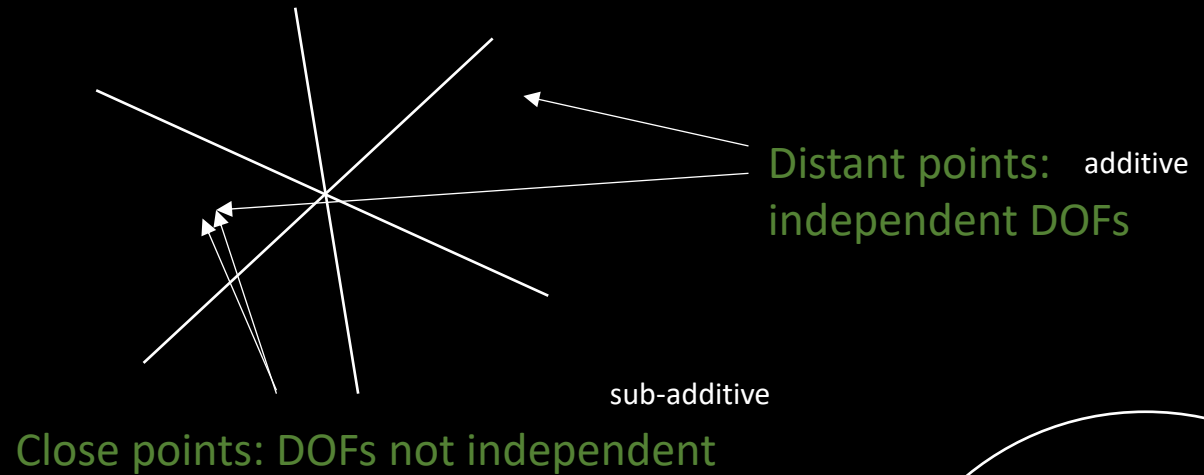 Distant points: additive
independent DOFs
sub-additive
Close points: DOFs not independent